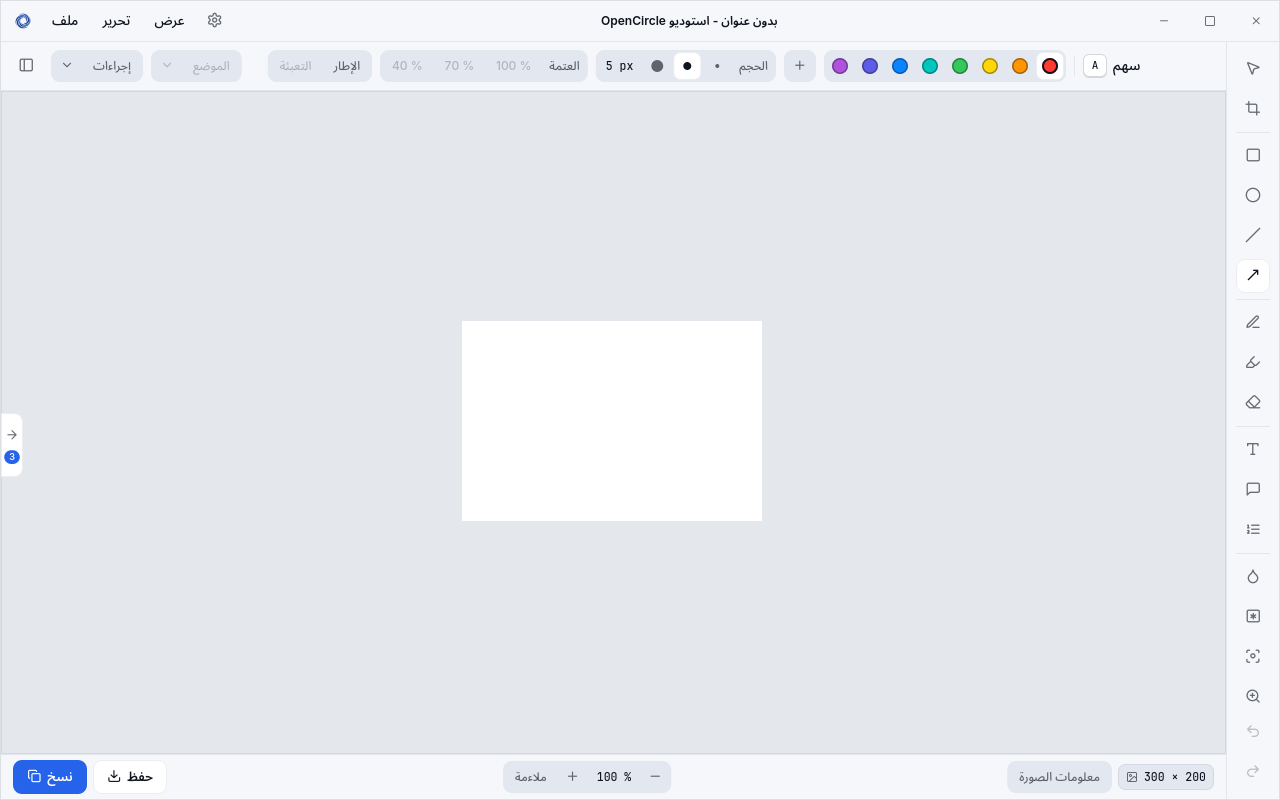 بدون عنوان - استوديو OpenCircle
عرض
تحرير
ملف
سهم
A
الحجم
5 px
العتمة
100 %
70 %
40 %
الإطار
التعبئة
الموضع
إجراءات
3
300 × 200
معلومات الصورة
100 %
ملاءمة
حفظ
نسخ